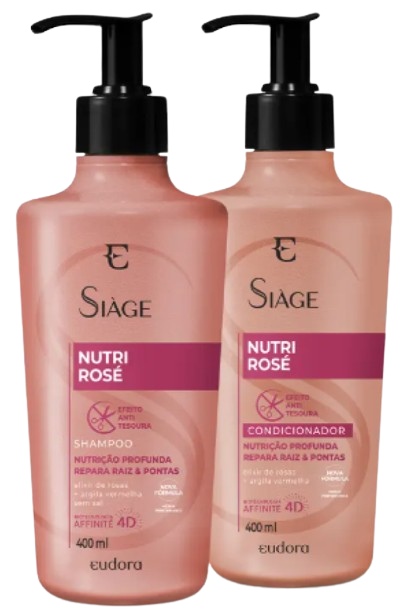 E
SIÀGE
NUTRI
ROSÉ
EFEITO
ANTI
TESOURA
SHAMPOO
NUTRIÇÃO PROFUNDA
REPARA RAIZ & PONTAS
elixir de rosas
+ argila vermelha
sem sal
NOVA
FÓRMULA
AFFINITÉ 4D
400 ml
eudora
E
SIÀGE
NUTRI
ROSÉ
EFEITO
ANTI
TESOURA
CONDICIONADOR
NUTRIÇÃO PROFUNDA
REPARA RAIZ & PONTAS
elixir de rosas
+ argila vermelha
NOVA
FÓRMULA
AFFINITÉ 4D
400 ml
eudora